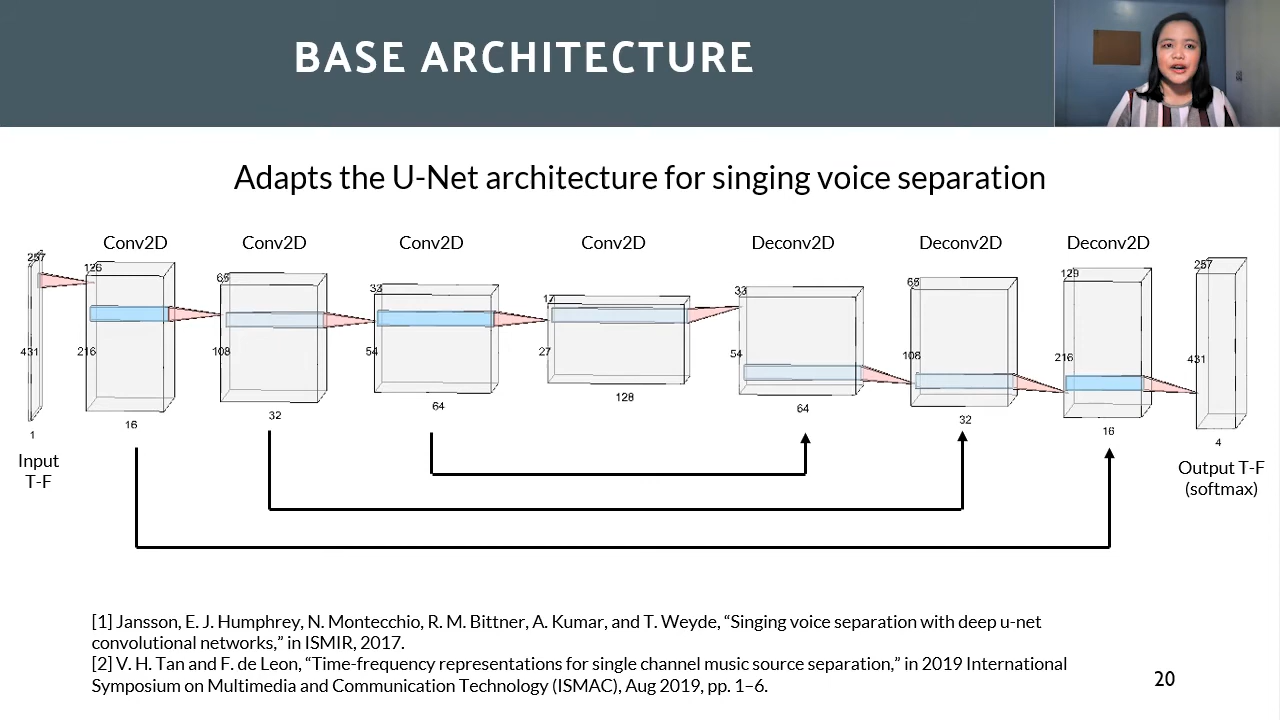 BASE ARCHITECTURE
Adapts the U-Net architecture for singing voice separation
Conv2D Conv2D Conv2D Conv2D Deconv2D Deconv2D Deconv2D
257 126 65 33 17 33 65 129 257
431 216 108 54 27 54 108 216 431
1 16 32 64 128 64 32 16 4
Input
T-F
Output T-F
(softmax)
[1] Jansson, E. J. Humphrey, N. Montecchio, R. M. Bittner, A. Kumar, and T. Weyde, “Singing voice separation with deep u-net
convolutional networks,” in ISMIR, 2017.
[2] V. H. Tan and F. de Leon, “Time-frequency representations for single channel music source separation,” in 2019 International
Symposium on Multimedia and Communication Technology (ISMAC), Aug 2019, pp. 1–6.
20